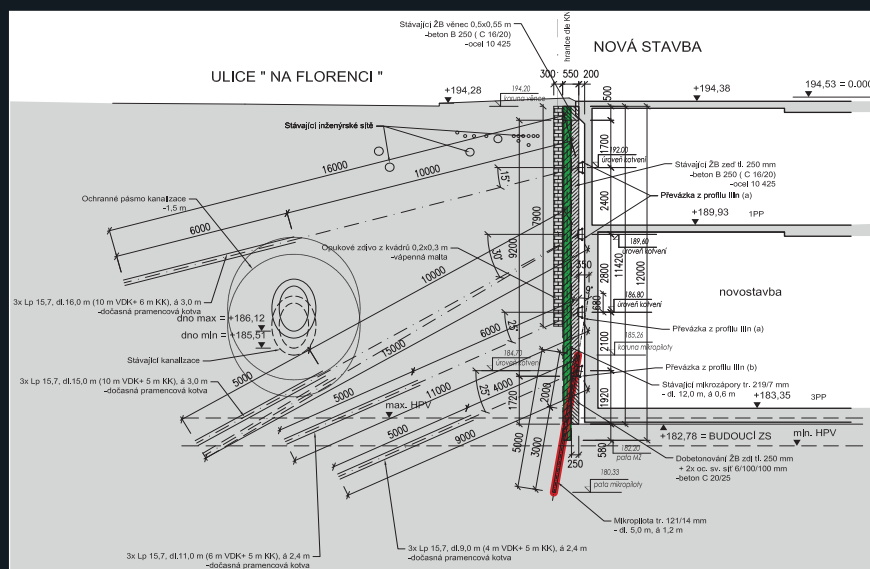 Stávající ŽB věnec 0,5x0,55 m
-beton B 250 ( C 16/20)
-ocel 10 425
hranice dle KN
NOVÁ STAVBA
ULICE " NA FLORENCI "
300
550
200
+194,28
194,20
koruna věnce
500
+194,38
194,53 = 0.000
Stávající inženýrské sítě
16000
10000
15°
1700
192.00
úroveň kotvení
Stávající ŽB zeď tl. 250 mm
-beton B 250 ( C 16/20)
-ocel 10 425
Ochranné pásmo kanalizace
-1,5 m
6000
7900
9200
2400
Převázka z profilu IIIn (a)
+189,93
1PP
Opukové zdivo z kvádrů 0,2x0,3 m
-vápenná malta
10°
10000
350
189,60
úroveň kotvení
2800
11420
12000
novostavba
3x Lp 15,7, dl.16,0 m (10 m VDK+ 6 m KK), á 3,0 m
-dočasná pramencová kotva
dno max = +186,12
dno mIn = +185,51
680
186,80
úroveň kotvení
6000
25°
Převázka z profIlu IIIn (a)
Stávající kanalizace
15000
184,70
úroveň kotvení
2100
185,26
koruna mikropiloty
Převázka z profIlu IIIn (b)
3x Lp 15,7, dl.15,0 m (10 m VDK+ 5 m KK), á 3,0 m
-dočasná pramencová kotva
5000
11000
4000
25°
Stávající mIkrozápory tr. 219/7 mm
- dl. 12,0 m, á 0,6 m
max. HPV
1720
2000
1920
+183,35
3PP
5000
5000
9000
5000
3000
+182,78 = BUDOUCÍ ZS
mIn. HPV
580
182,20
pata MZ
250
Dobetonování ŽB zdI tl. 250 mm
+ 2x oc. sv. síť 6/100/100 mm
-beton C 20/25
180,33
pata mikropiloty
MIkropIlota tr. 121/14 mm
– dl. 5,0 m, á 1,2 m
3x Lp 15,7, dl.11,0 m (6 m VDK+ 5 m KK), á 2,4 m
-dočasná pramencová kotva
3x Lp 15,7, dl.9,0 m (4 m VDK+ 5 m KK), á 2,4 m
-dočasná pramencová kotva